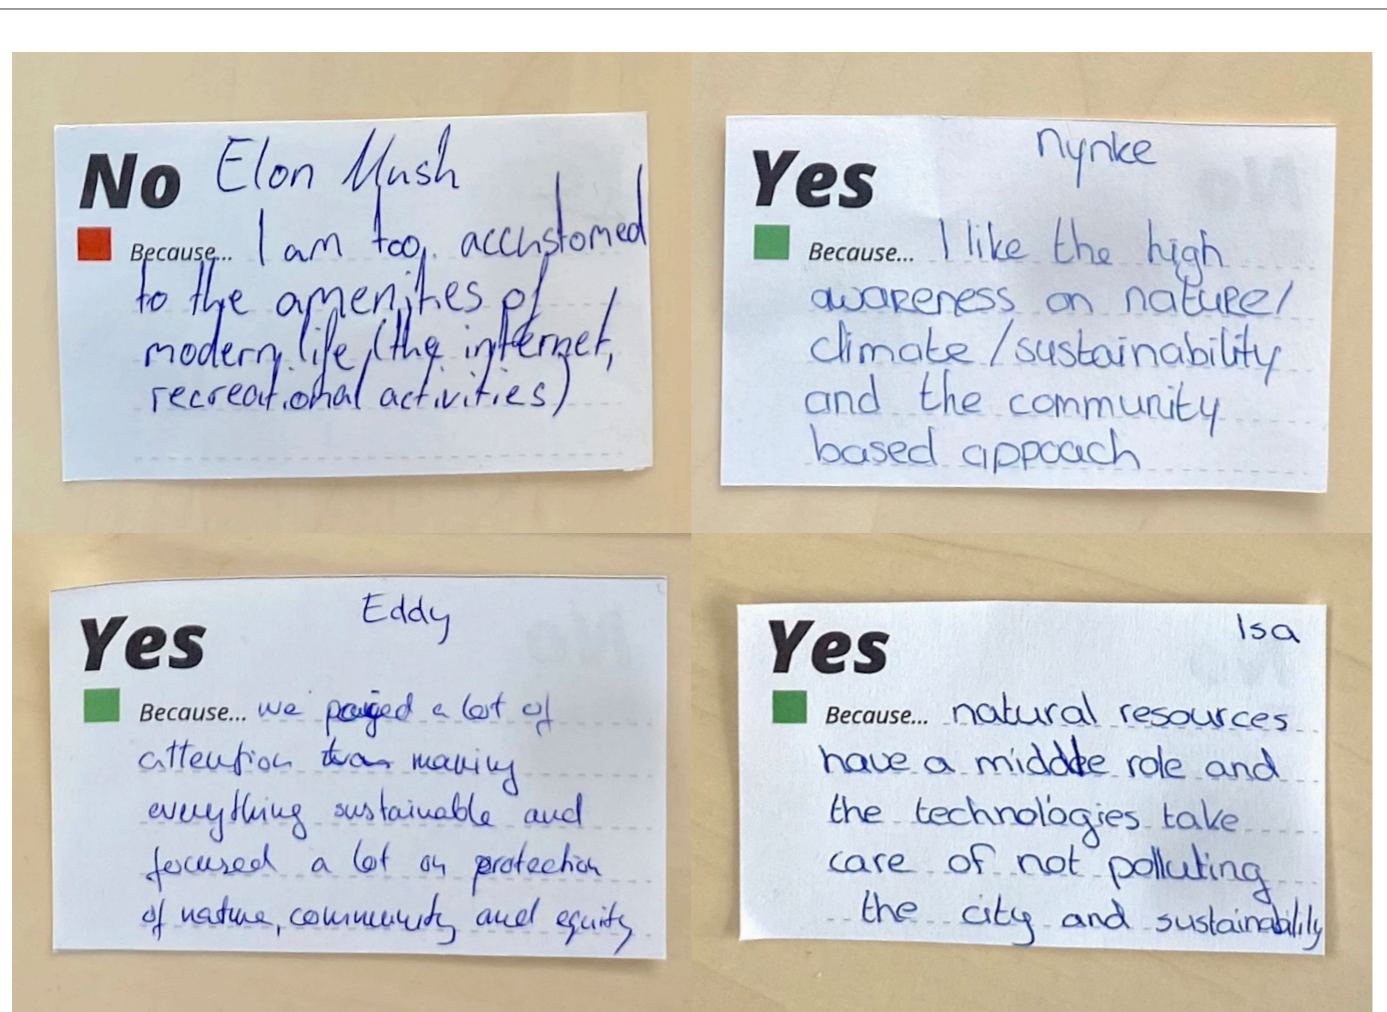 No Elon Mush
Because... I am too accustomed
to the amenities of
modern life, (the internet,
recreational activities)
Yes Nynke
Because... I like the high
awareness on nature/
climate/sustainability
and the community
based appoach
Yes Eddy
Because... we payed a lot of
attention making
everything sustainable and
focused a lot on protection
of nature, community and equity
Yes Isa
Because... natural resources
have a middle role and
the technologies take
care of not polluting
the city and sustainability